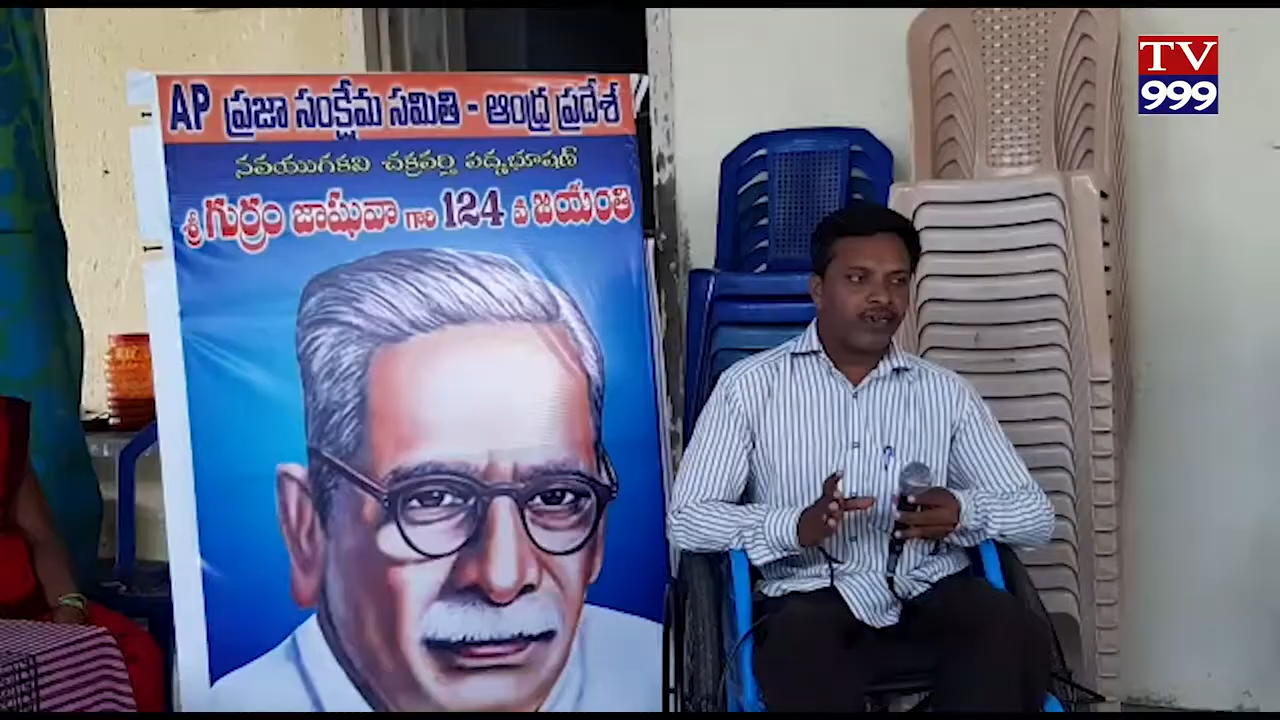 TV
999
AP ప్రజా సంక్షేమ సమితి - ఆంధ్ర ప్రదేశ్
నవయుగకవి చక్రవర్తి పద్మభూషణ్
శ్రీ గుర్రం జాషువా గారి 124 వ జయంతి